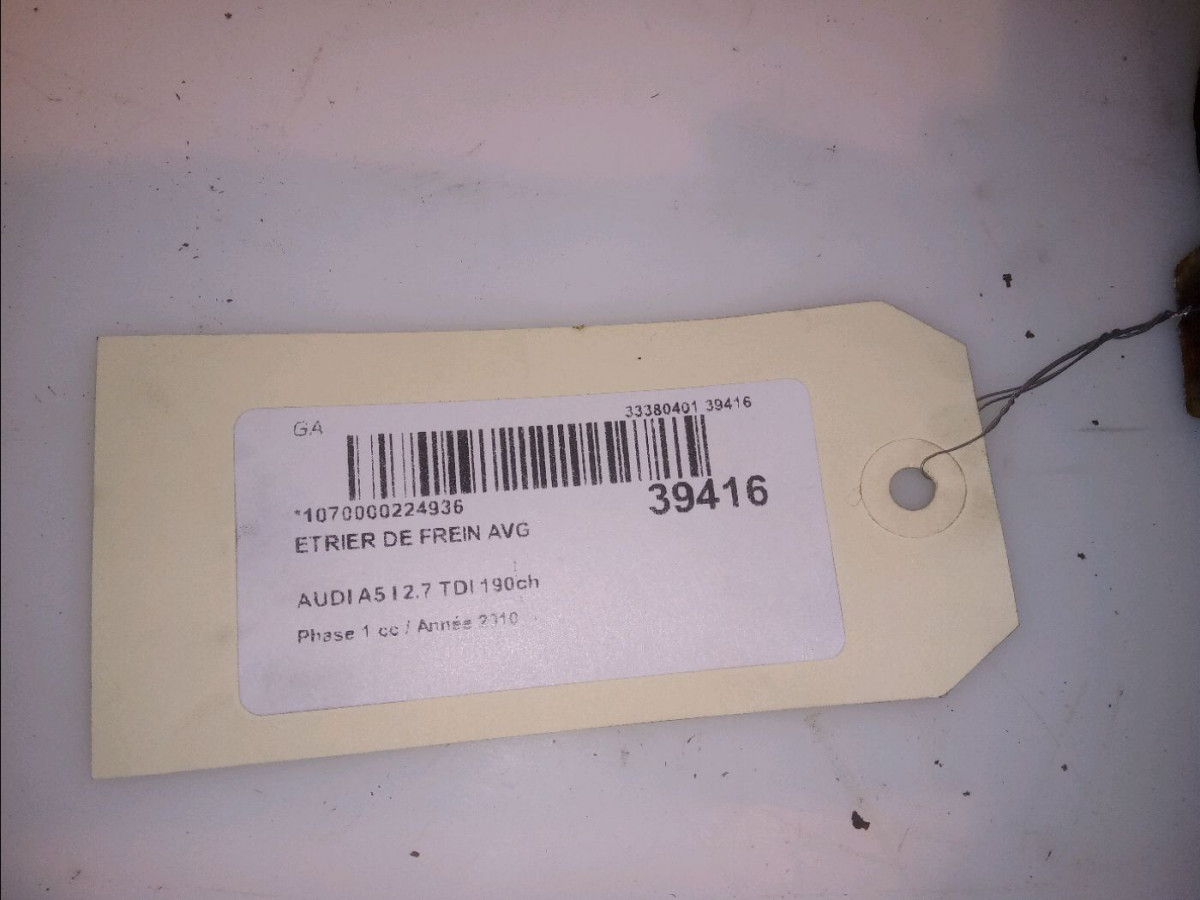 33380401 39416
GA
*1070000224936
39416
ETRIER DE FREIN AVG
AUDI A5 I 2.7 TDI 190ch
Phase 1 cc / Année 2010